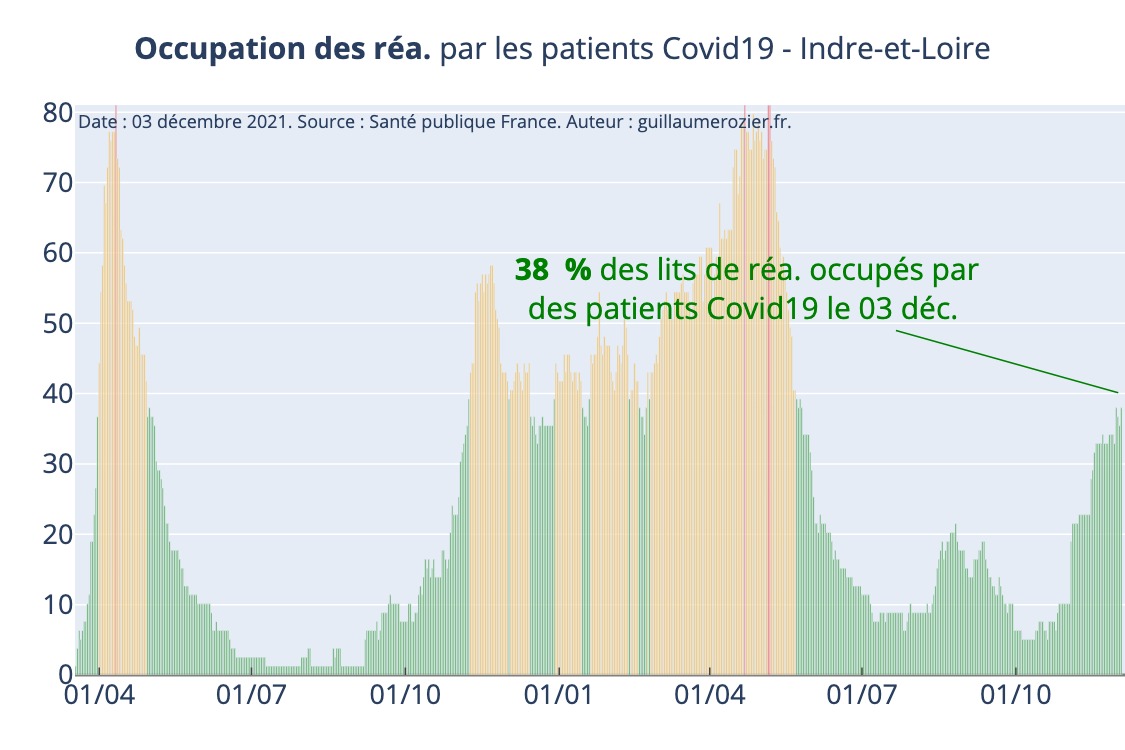 Occupation des réa. par les patients Covid19 - Indre-et-Loire
80
Date : 03 décembre 2021. Source : Santé publique France. Auteur : guillaumerozier.fr.
70
60
38 % des lits de réa. occupés par
des patients Covid19 le 03 déc.
50
40
30
20
10
0
01/04 01/07 01/10 01/01 01/04 01/07 01/10